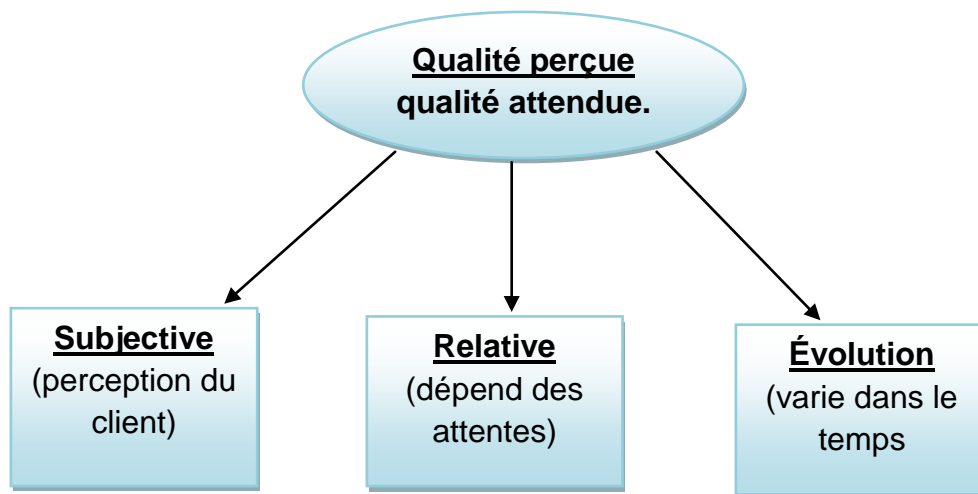 Qualité perçue
qualité attendue.
Subjective
(perception du
client)
Relative
(dépend des
attentes)
Évolution
(varie dans le
temps